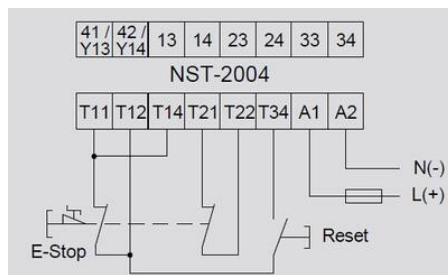 41 / Y13 42 / Y14 13 14 23 24 33 34
NST-2004
T11 T12 T14 T21 T22 T34 A1 A2
N(-)
L(+)
E-Stop
Reset